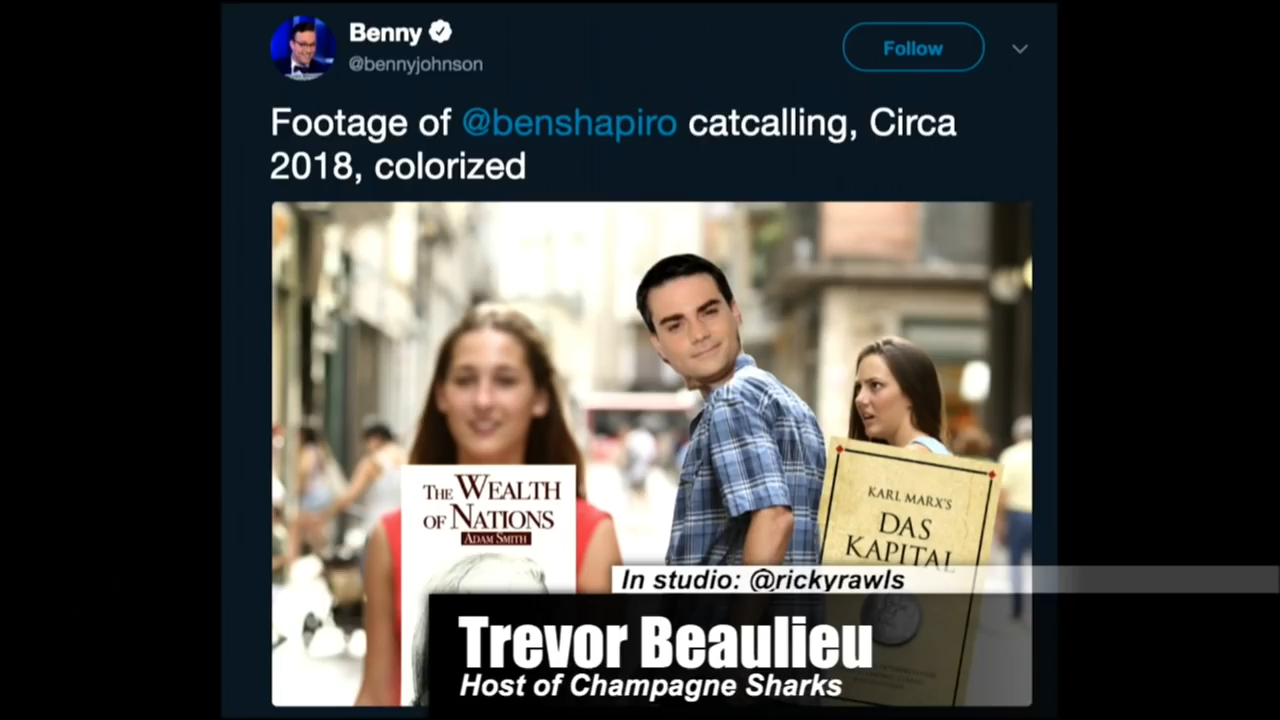 Benny
@bennyjohnson
Follow
Footage of @benshapiro catcalling, Circa
2018, colorized
THE WEALTH
OF NATIONS
ADAM SMITH
KARL MARX'S
DAS
KAPITAL
In studio: @rickyrawls
Trevor Beaulieu
Host of Champagne Sharks